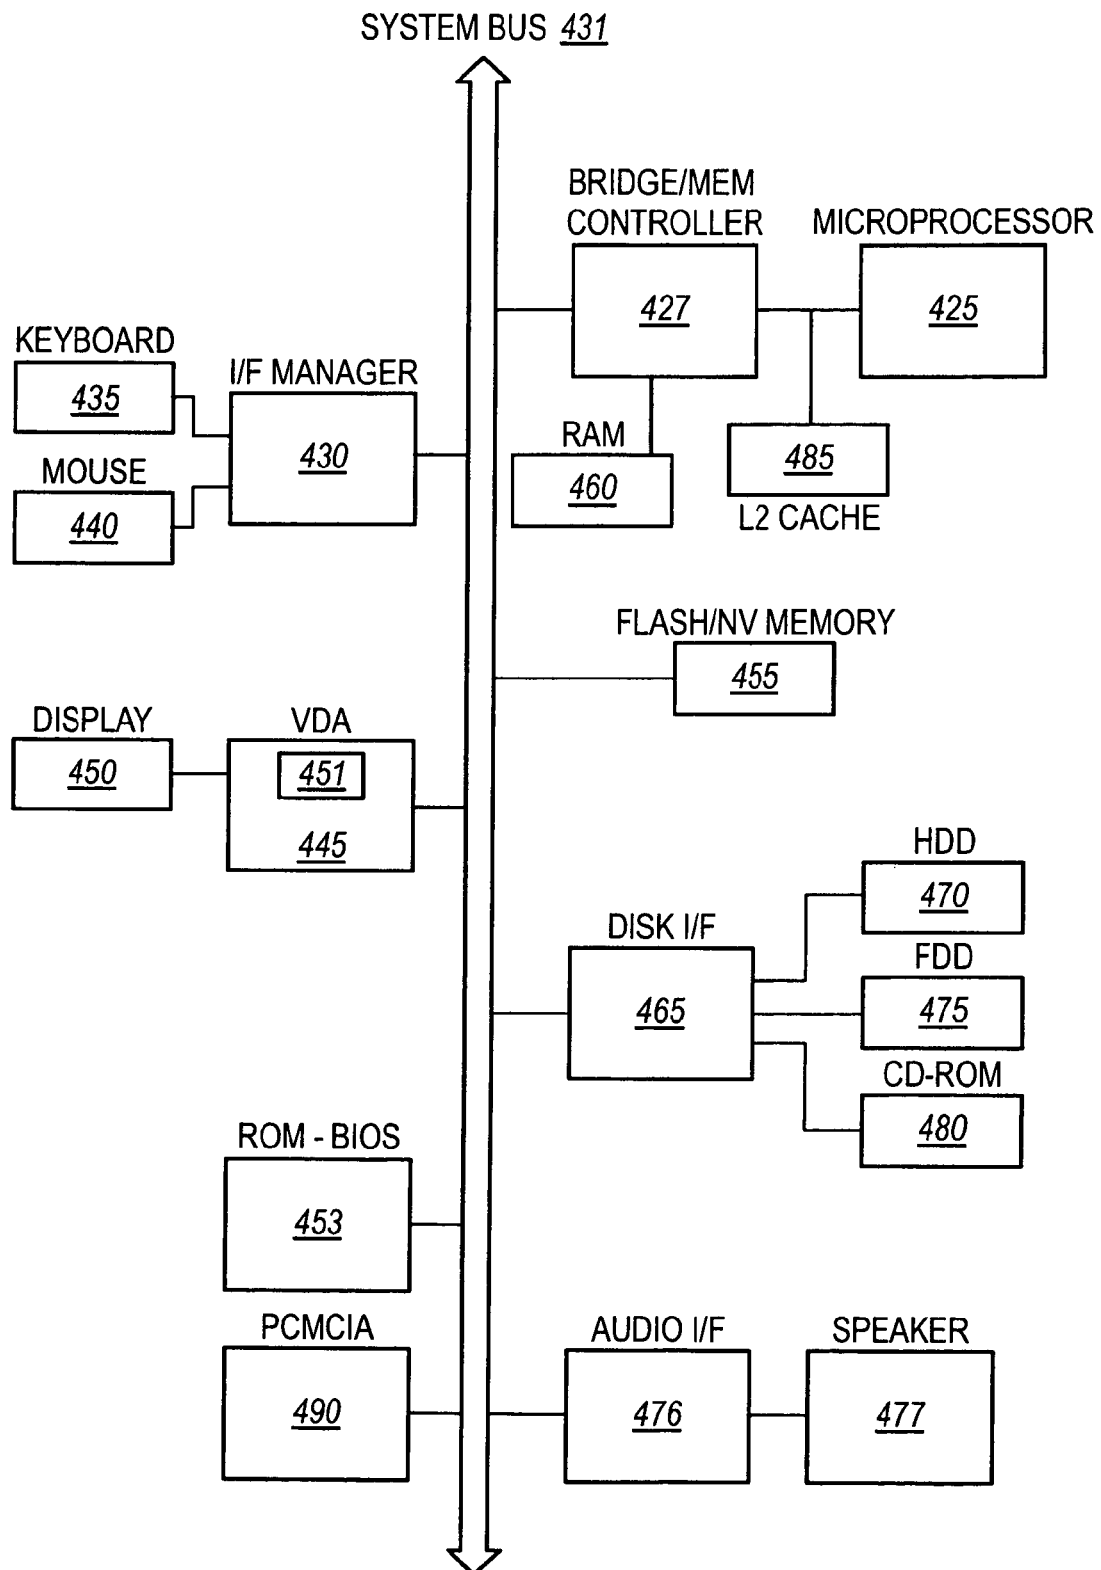 SYSTEM BUS 431
BRIDGE/MEM
CONTROLLER
427
MICROPROCESSOR
425
KEYBOARD
435
I/F MANAGER
430
MOUSE
440
RAM
460
485
L2 CACHE
FLASH/NV MEMORY
455
DISPLAY
450
VDA
451
445
HDD
470
DISK I/F
465
FDD
475
CD-ROM
480
ROM - BIOS
453
PCMCIA
490
AUDIO I/F
476
SPEAKER
477